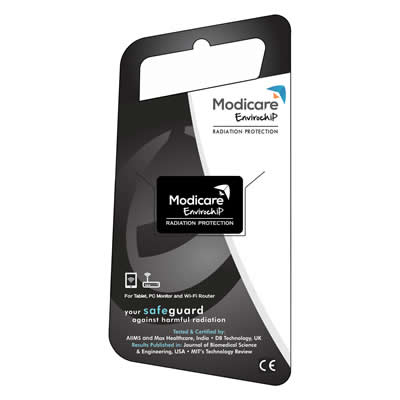 Modicare
Envirochip
RADIATION PROTECTION
Modicare
Envirochip
RADIATION PROTECTION
For Tablet, PC Monitor and Wi-Fi Router
your safeguard
against harmful radiation
Tested & Certified by:
AIIMS and Max Healthcare, India • DB Technology, UK
Results Published in: Journal of Biomedical Science
& Engineering, USA • MIT's Technology Review
CE